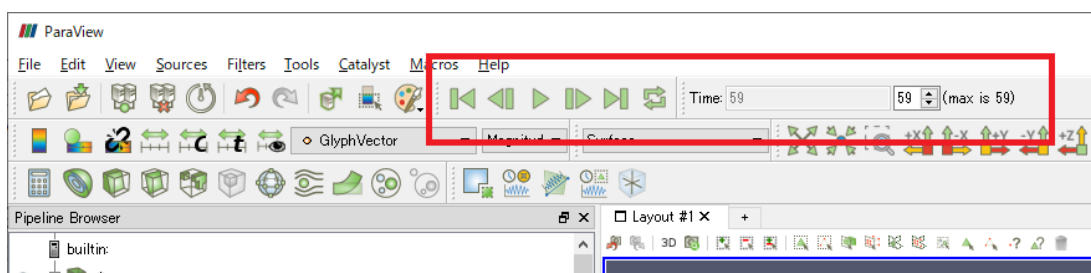 ParaView
File Edit View Sources Filters Tools Catalyst Macros Help
Time: 59 59 (max is 59)
GlyphVector Magnitud Surface +X -X +Y -Y +Z
Pipeline Browser Layout #1 +
builtin: 3D